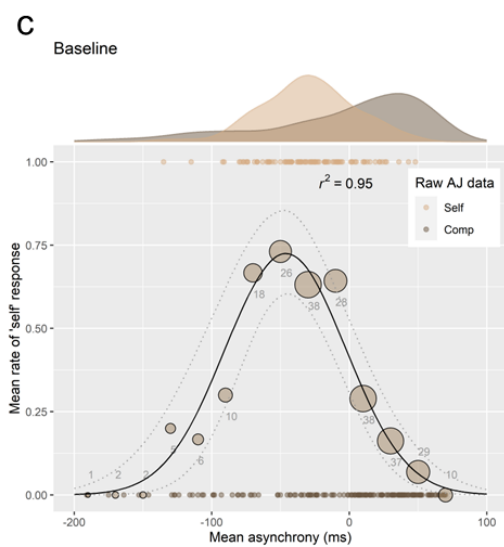 C
Baseline
1.00
r² = 0.95
Raw AJ data
Self
Comp
0.75
26
18
38
28
0.50
Mean rate of 'self' response
10
0.25
38
5
6
37
29
1
2
2
10
0.00
-200
-100
0
100
Mean asynchrony (ms)